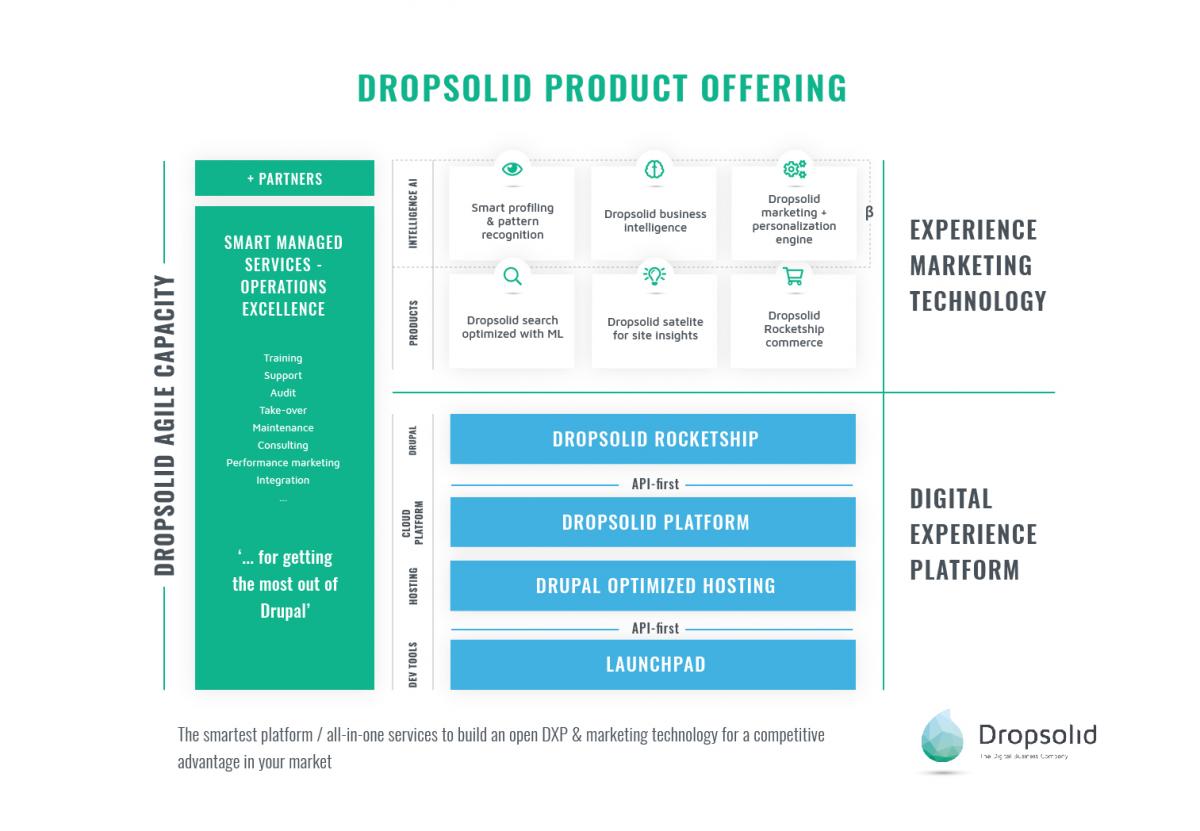 DROPSOLID PRODUCT OFFERING
DROPSOLID AGILE CAPACITY
+ PARTNERS
SMART MANAGED
SERVICES -
OPERATIONS
EXCELLENCE
Training
Support
Audit
Take-over
Maintenance
Consulting
Performance marketing
Integration
...
‘... for getting
the most out of
Drupal’
INTELLIGENCE AI
Smart profiling
& pattern
recognition
Dropsolid business
intelligence
Dropsolid
marketing +
personalization
engine
β
PRODUCTS
Dropsolid search
optimized with ML
Dropsolid satelite
for site insights
Dropsolid
Rocketship
commerce
EXPERIENCE
MARKETING
TECHNOLOGY
DRUPAL
DROPSOLID ROCKETSHIP
API-first
CLOUD
PLATFORM
DROPSOLID PLATFORM
HOSTING
DRUPAL OPTIMIZED HOSTING
API-first
DEV TOOLS
LAUNCHPAD
DIGITAL
EXPERIENCE
PLATFORM
The smartest platform / all-in-one services to build an open DXP & marketing technology for a competitive
advantage in your market
Dropsolid
The Digital Business Company